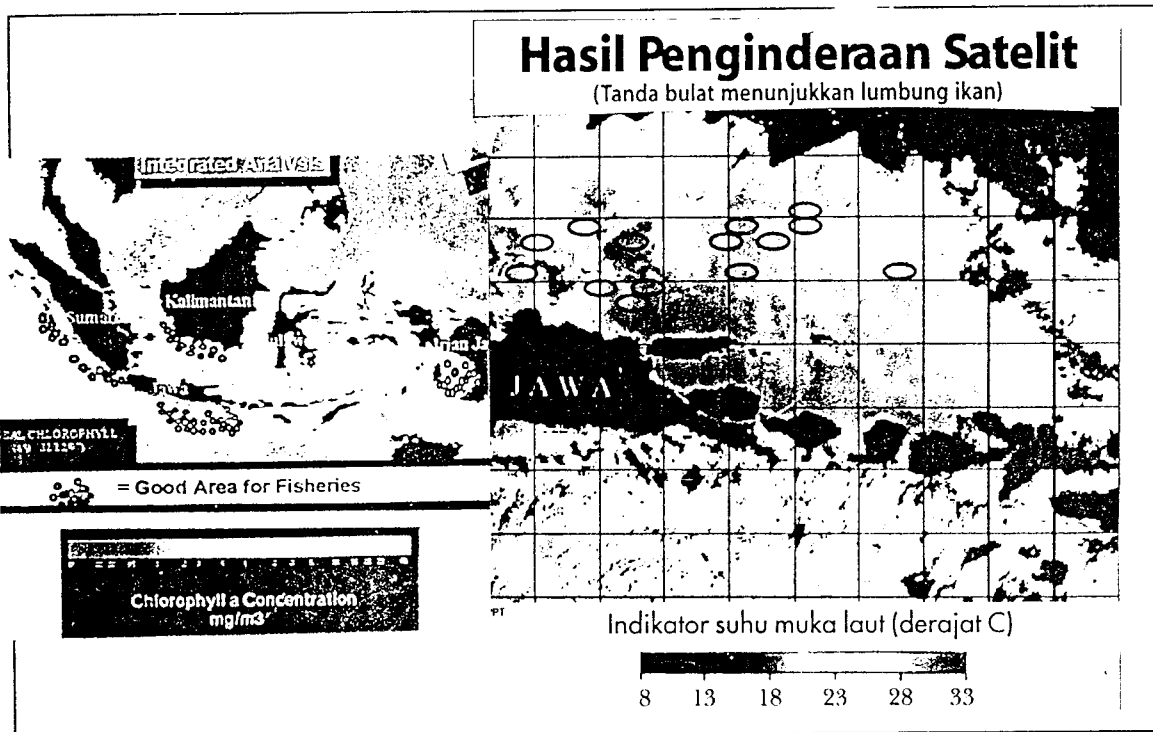 Hasil Penginderaan Satelit
(Tanda bulat menunjukkan lumbung ikan)
Integrated Analysis
Kalimantan
JAWA
= Good Area for Fisheries
Chlorophyll a Concentration
mg/m3
Indikator suhu muka laut (derajat C)
8 13 18 23 28 33